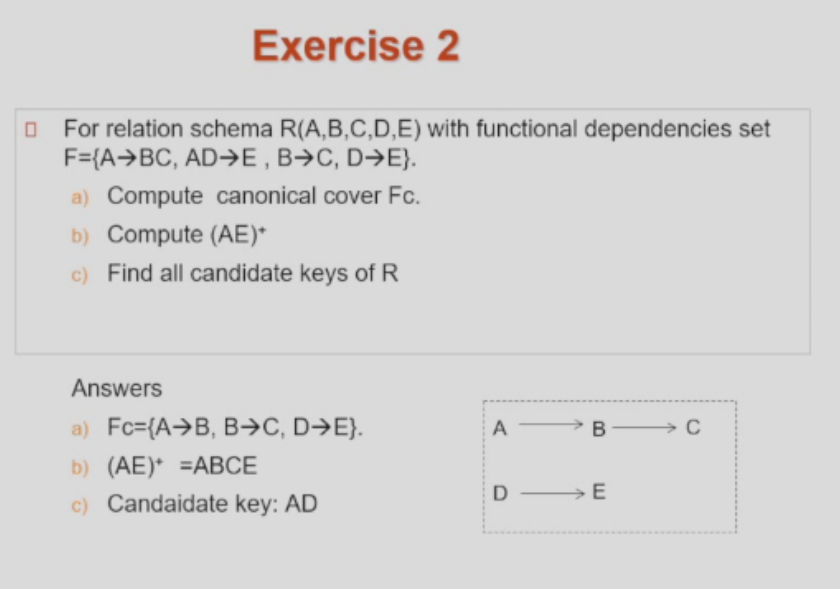 Exercise 2
For relation schema R(A,B,C,D,E) with functional dependencies set
F={A→BC, AD→E , B→C, D→E}.
a) Compute canonical cover Fc.
b) Compute (AE)⁺
c) Find all candidate keys of R
Answers
a) Fc={A→B, B→C, D→E}.
b) (AE)⁺ =ABCE
c) Candaidate key: AD
A → B → C
D → E